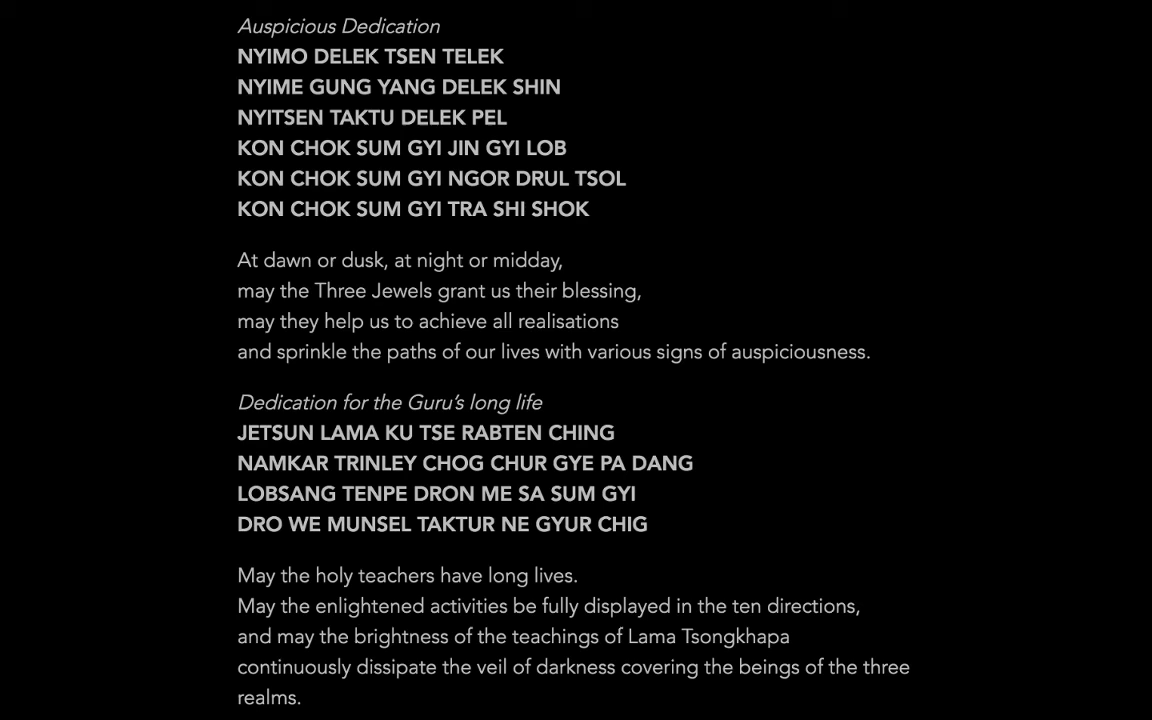 Auspicious Dedication
NYIMO DELEK TSEN TELEK
NYIME GUNG YANG DELEK SHIN
NYITSEN TAKTU DELEK PEL
KON CHOK SUM GYI JIN GYI LOB
KON CHOK SUM GYI NGOR DRUL TSOL
KON CHOK SUM GYI TRA SHI SHOK
At dawn or dusk, at night or midday,
may the Three Jewels grant us their blessing,
may they help us to achieve all realisations
and sprinkle the paths of our lives with various signs of auspiciousness.
Dedication for the Guru's long life
JETSUN LAMA KU TSE RABTEN CHING
NAMKAR TRINLEY CHOG CHUR GYE PA DANG
LOBSANG TENPE DRON ME SA SUM GYI
DRO WE MUNSEL TAKTUR NE GYUR CHIG
May the holy teachers have long lives.
May the enlightened activities be fully displayed in the ten directions,
and may the brightness of the teachings of Lama Tsongkhapa
continuously dissipate the veil of darkness covering the beings of the three
realms.